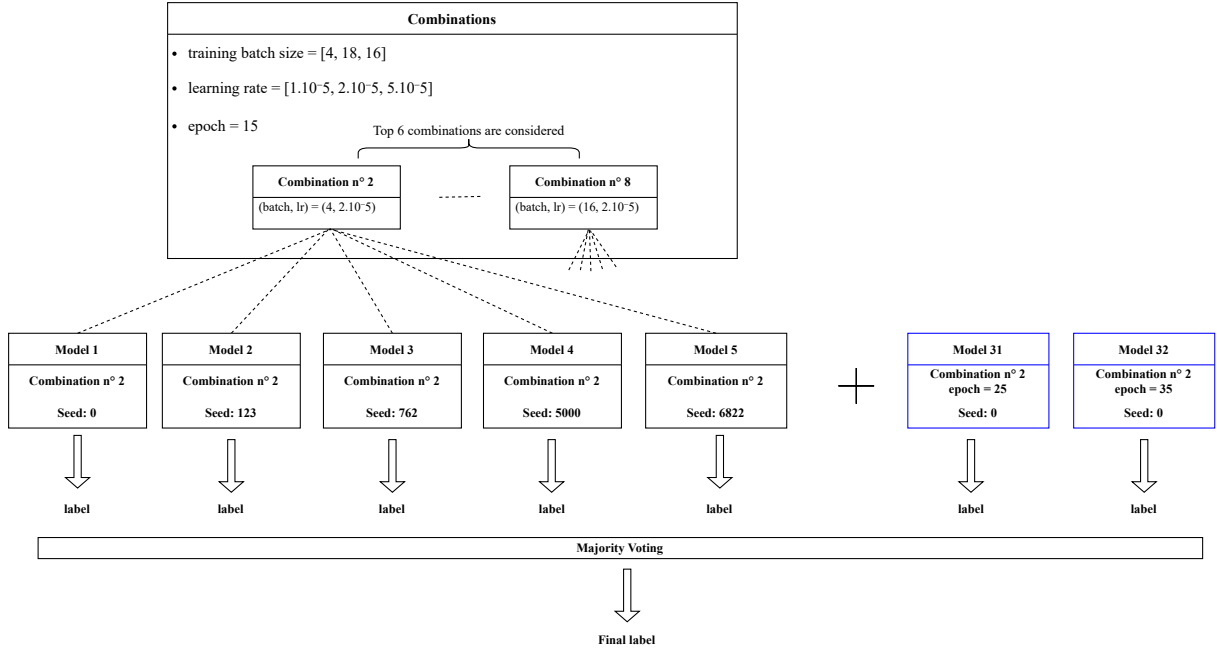 Combinations
• training batch size = [4, 18, 16]
• learning rate = [1.10⁻5, 2.10⁻5, 5.10⁻5]
• epoch = 15
Top 6 combinations are considered
Combination n° 2
(batch, lr) = (4, 2.10⁻5)
Combination n° 8
(batch, lr) = (16, 2.10⁻5)
Model 1
Combination n° 2
Seed: 0
label
Model 2
Combination n° 2
Seed: 123
label
Model 3
Combination n° 2
Seed: 762
label
Model 4
Combination n° 2
Seed: 5000
label
Model 5
Combination n° 2
Seed: 6822
label
+
Model 31
Combination n° 2
epoch = 25
Seed: 0
label
Model 32
Combination n° 2
epoch = 35
Seed: 0
label
Majority Voting
Final label